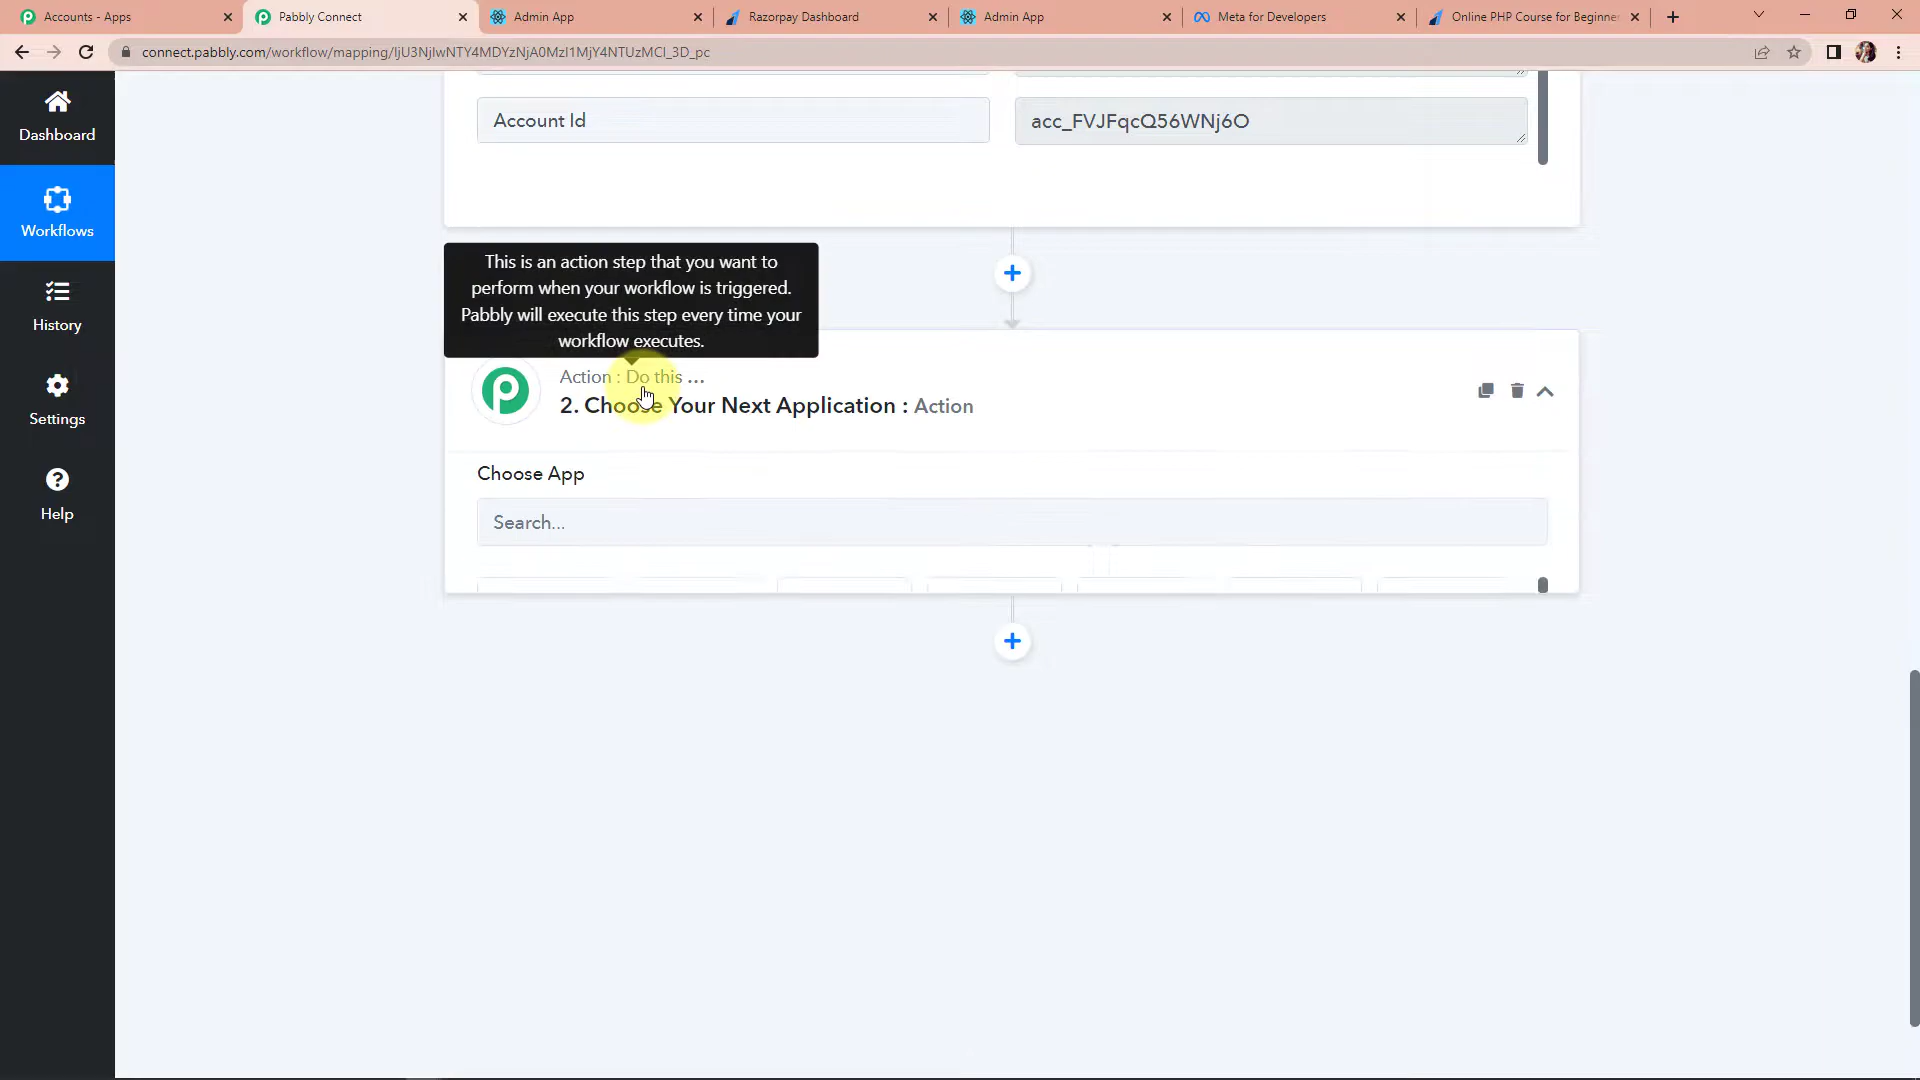 Accounts - Apps
Pabbly Connect
Admin App
Razorpay Dashboard
Admin App
Meta for Developers
Online PHP Course for Beginner
connect.pabbly.com/workflow/mapping/IjU3NjIwNTY4MDYzNjA0MzI1MjY4NTUzMCI_3D_pc
Dashboard
Workflows
History
Settings
Help
Account Id
acc_FVJFqcQ56WNj6O
This is an action step that you want to
perform when your workflow is triggered.
Pabbly will execute this step every time your
workflow executes.
Action : Do this ...
2. Choose Your Next Application : Action
Choose App
Search...